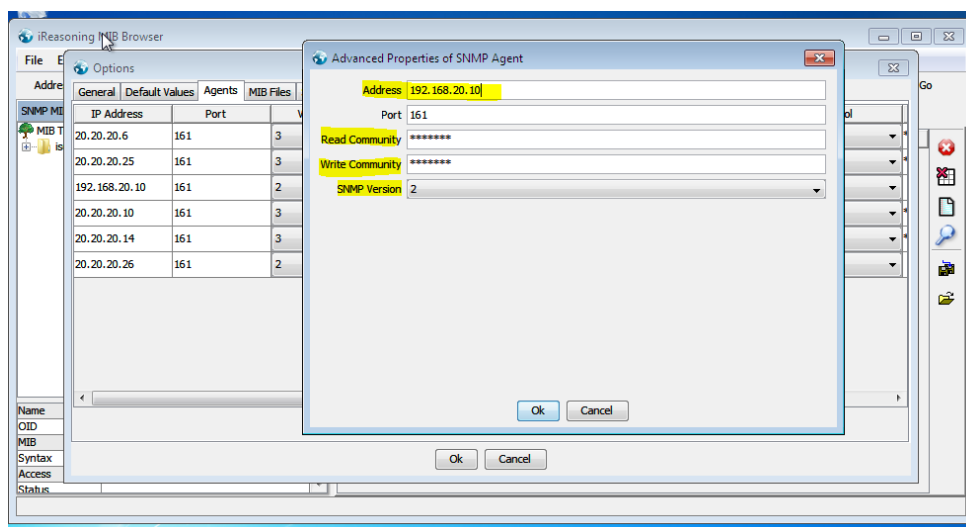 iReasoning MIB Browser
File E
Options
Addre
Go
General Default Values Agents MIB Files
SNMP MI
IP Address Port V
ol
MIB T
is
20.20.20.6 161 3
20.20.20.25 161 3
192.168.20.10 161 2
20.20.20.10 161 3
20.20.20.14 161 3
20.20.20.26 161 2
Advanced Properties of SNMP Agent
Address 192.168.20.10
Port 161
Read Community *******
Write Community *******
SNMP Version 2
Ok Cancel
Ok Cancel
Name
OID
MIB
Syntax
Access
Status